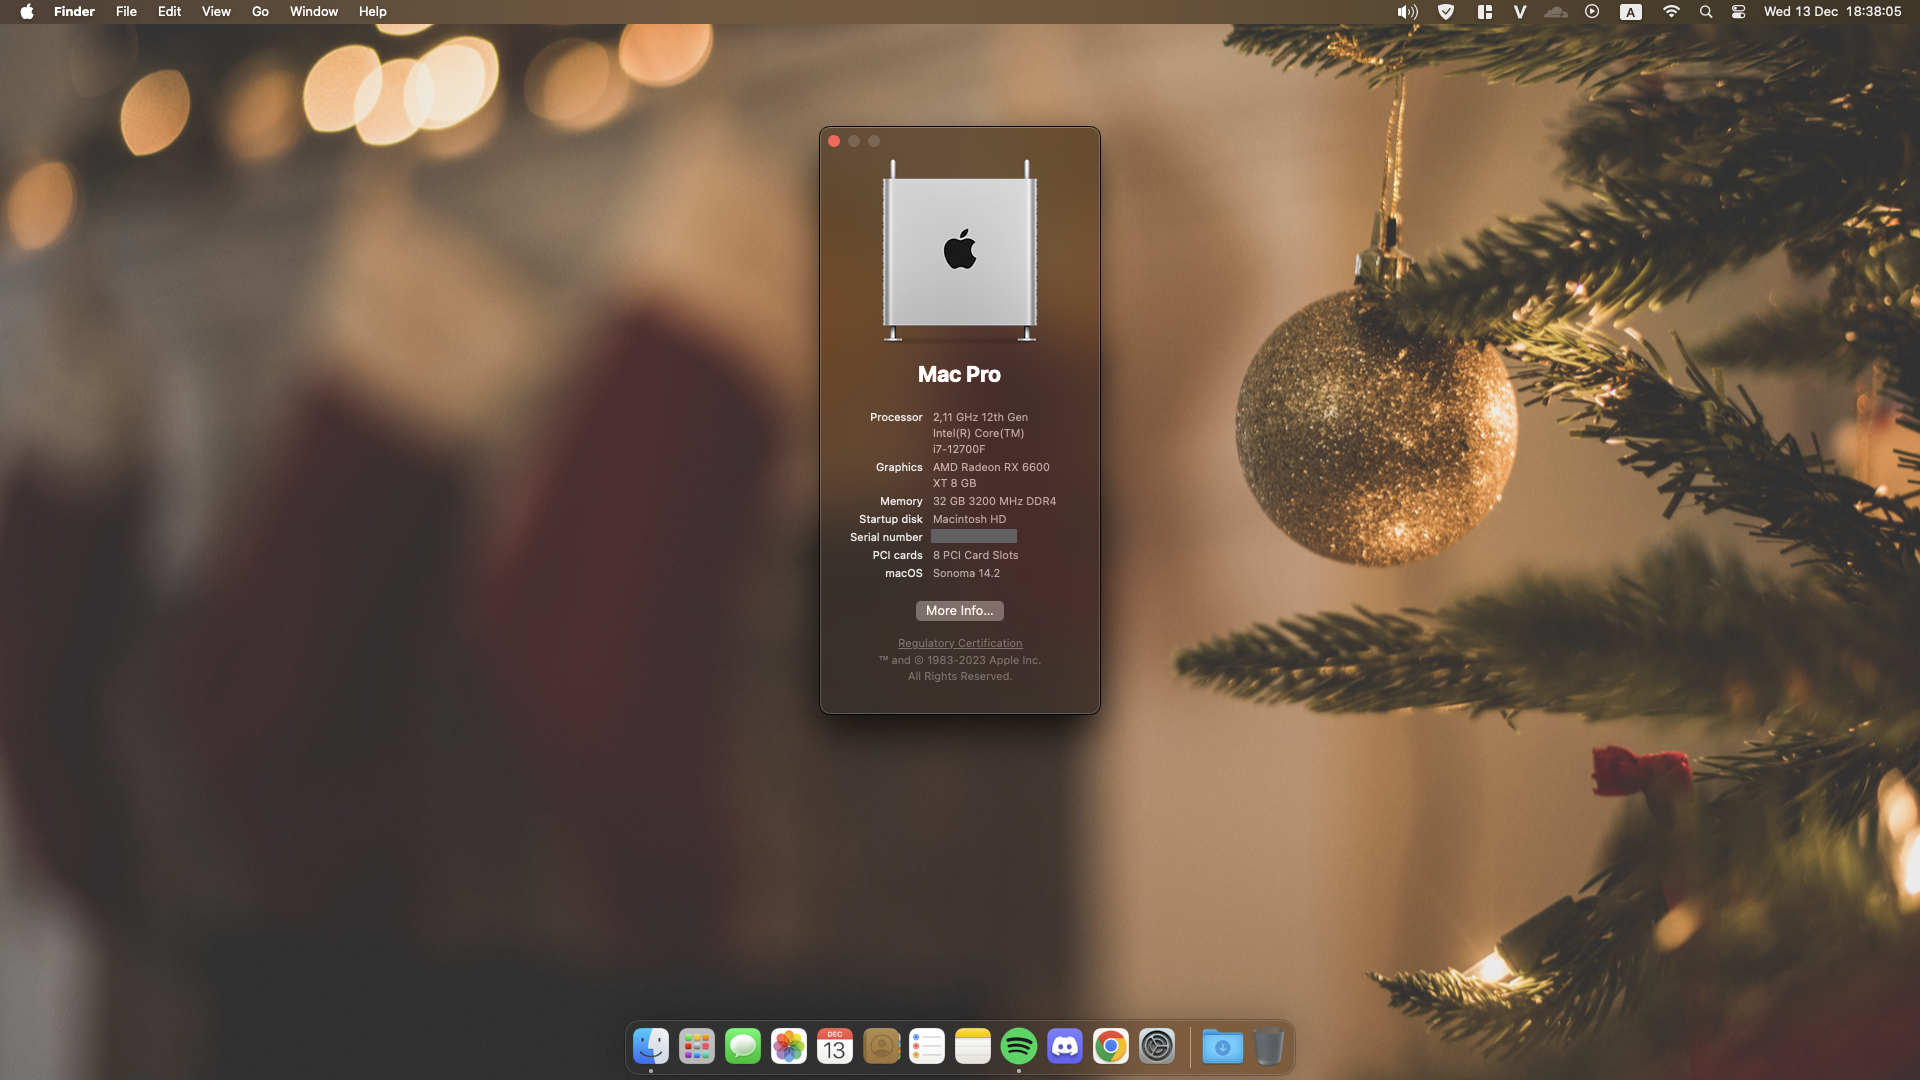 Finder File Edit View Go Window Help
V A Wed 13 Dec 18:38:05
Mac Pro
Processor 2,11 GHz 12th Gen
Intel(R) Core(TM)
i7-12700F
Graphics AMD Radeon RX 6600
XT 8 GB
Memory 32 GB 3200 MHz DDR4
Startup disk Macintosh HD
Serial number
PCI cards 8 PCI Card Slots
macOS Sonoma 14.2
More Info...
Regulatory Certification
™ and © 1983-2023 Apple Inc.
All Rights Reserved.
DEC
13